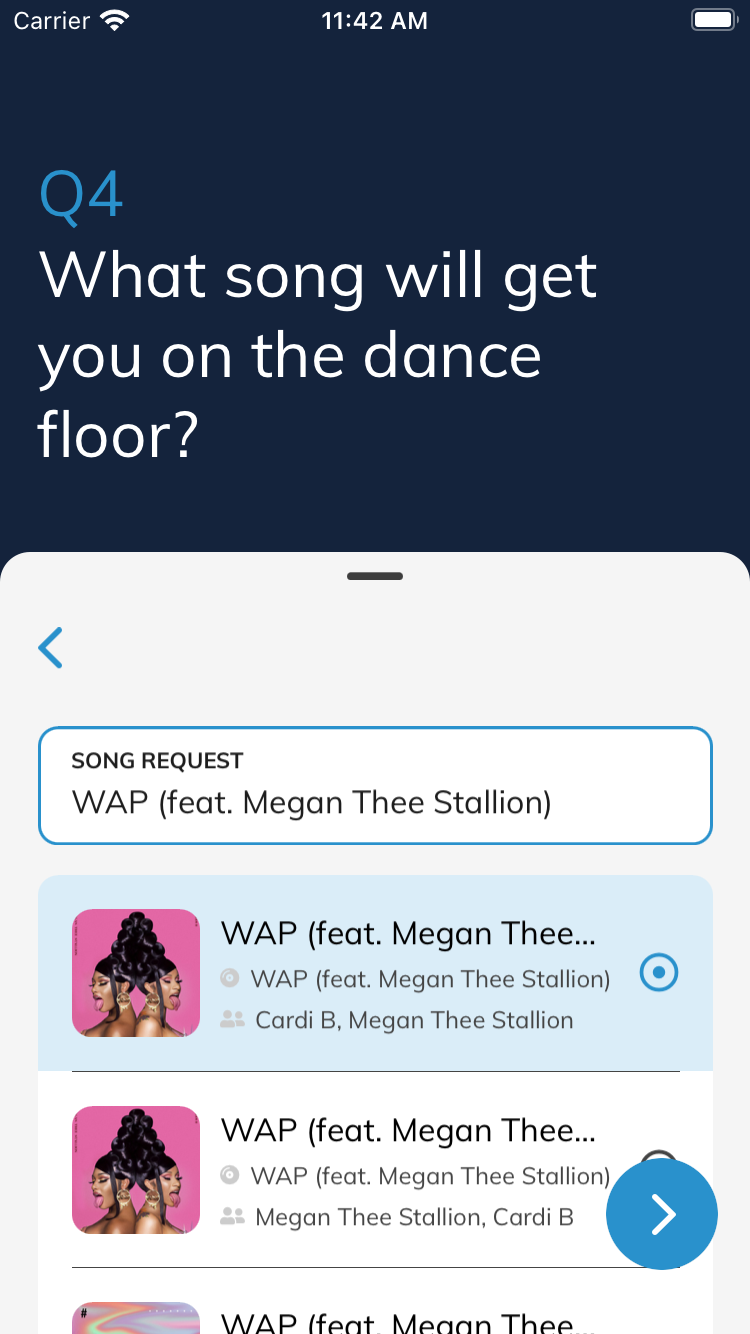 Carrier 11:42 AM
Q4
What song will get
you on the dance
floor?
SONG REQUEST
WAP (feat. Megan Thee Stallion)
WAP (feat. Megan Thee...
WAP (feat. Megan Thee Stallion)
Cardi B, Megan Thee Stallion
WAP (feat. Megan Thee...
WAP (feat. Megan Thee Stallion)
Megan Thee Stallion, Cardi B
#
WAP (feat. Megan Thee...